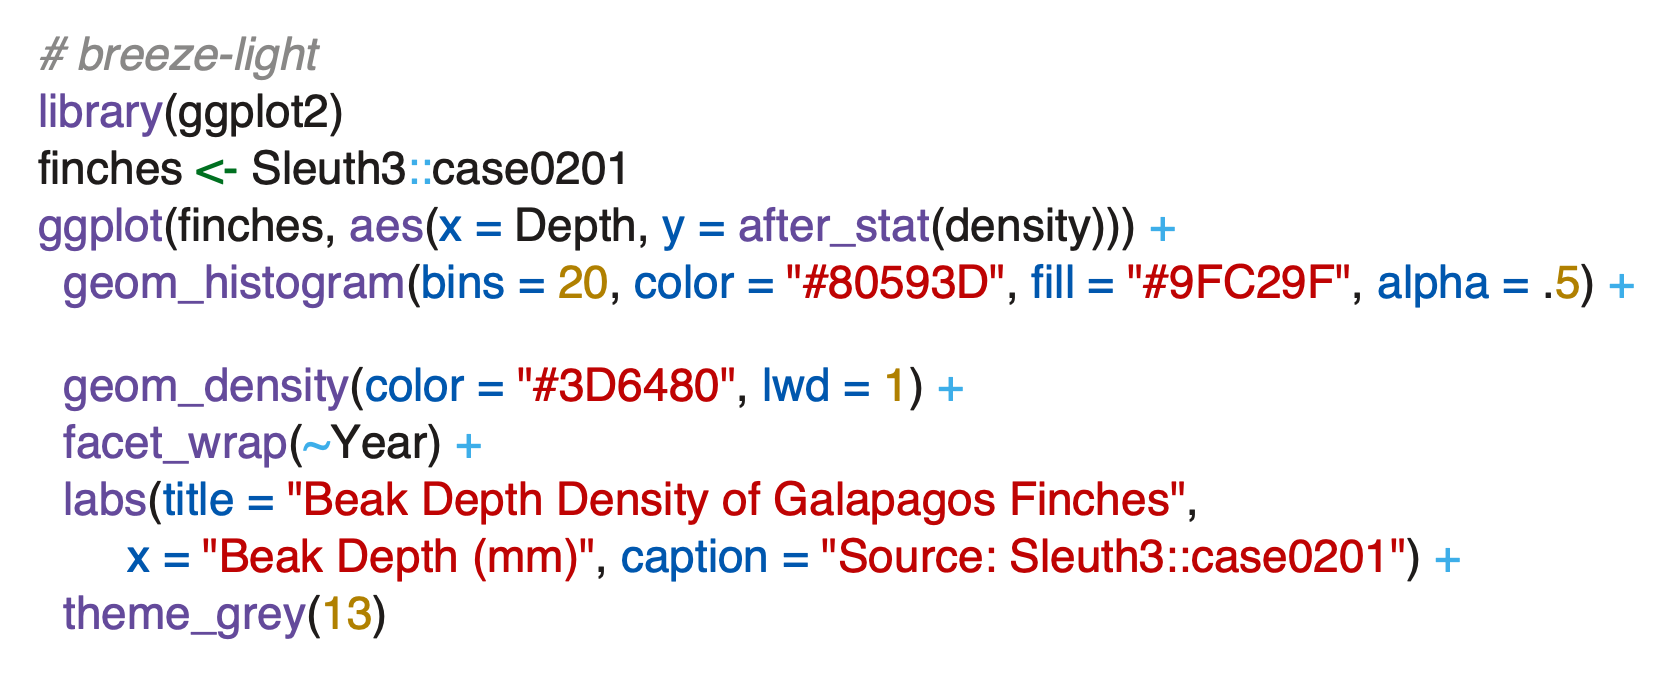 # breeze-light
library(ggplot2)
finches <- Sleuth3::case0201
ggplot(finches, aes(x = Depth, y = after_stat(density))) +
  geom_histogram(bins = 20, color = "#80593D", fill = "#9FC29F", alpha = .5) +
  geom_density(color = "#3D6480", lwd = 1) +
  facet_wrap(~Year) +
  labs(title = "Beak Depth Density of Galapagos Finches",
     x = "Beak Depth (mm)", caption = "Source: Sleuth3::case0201") +
  theme_grey(13)